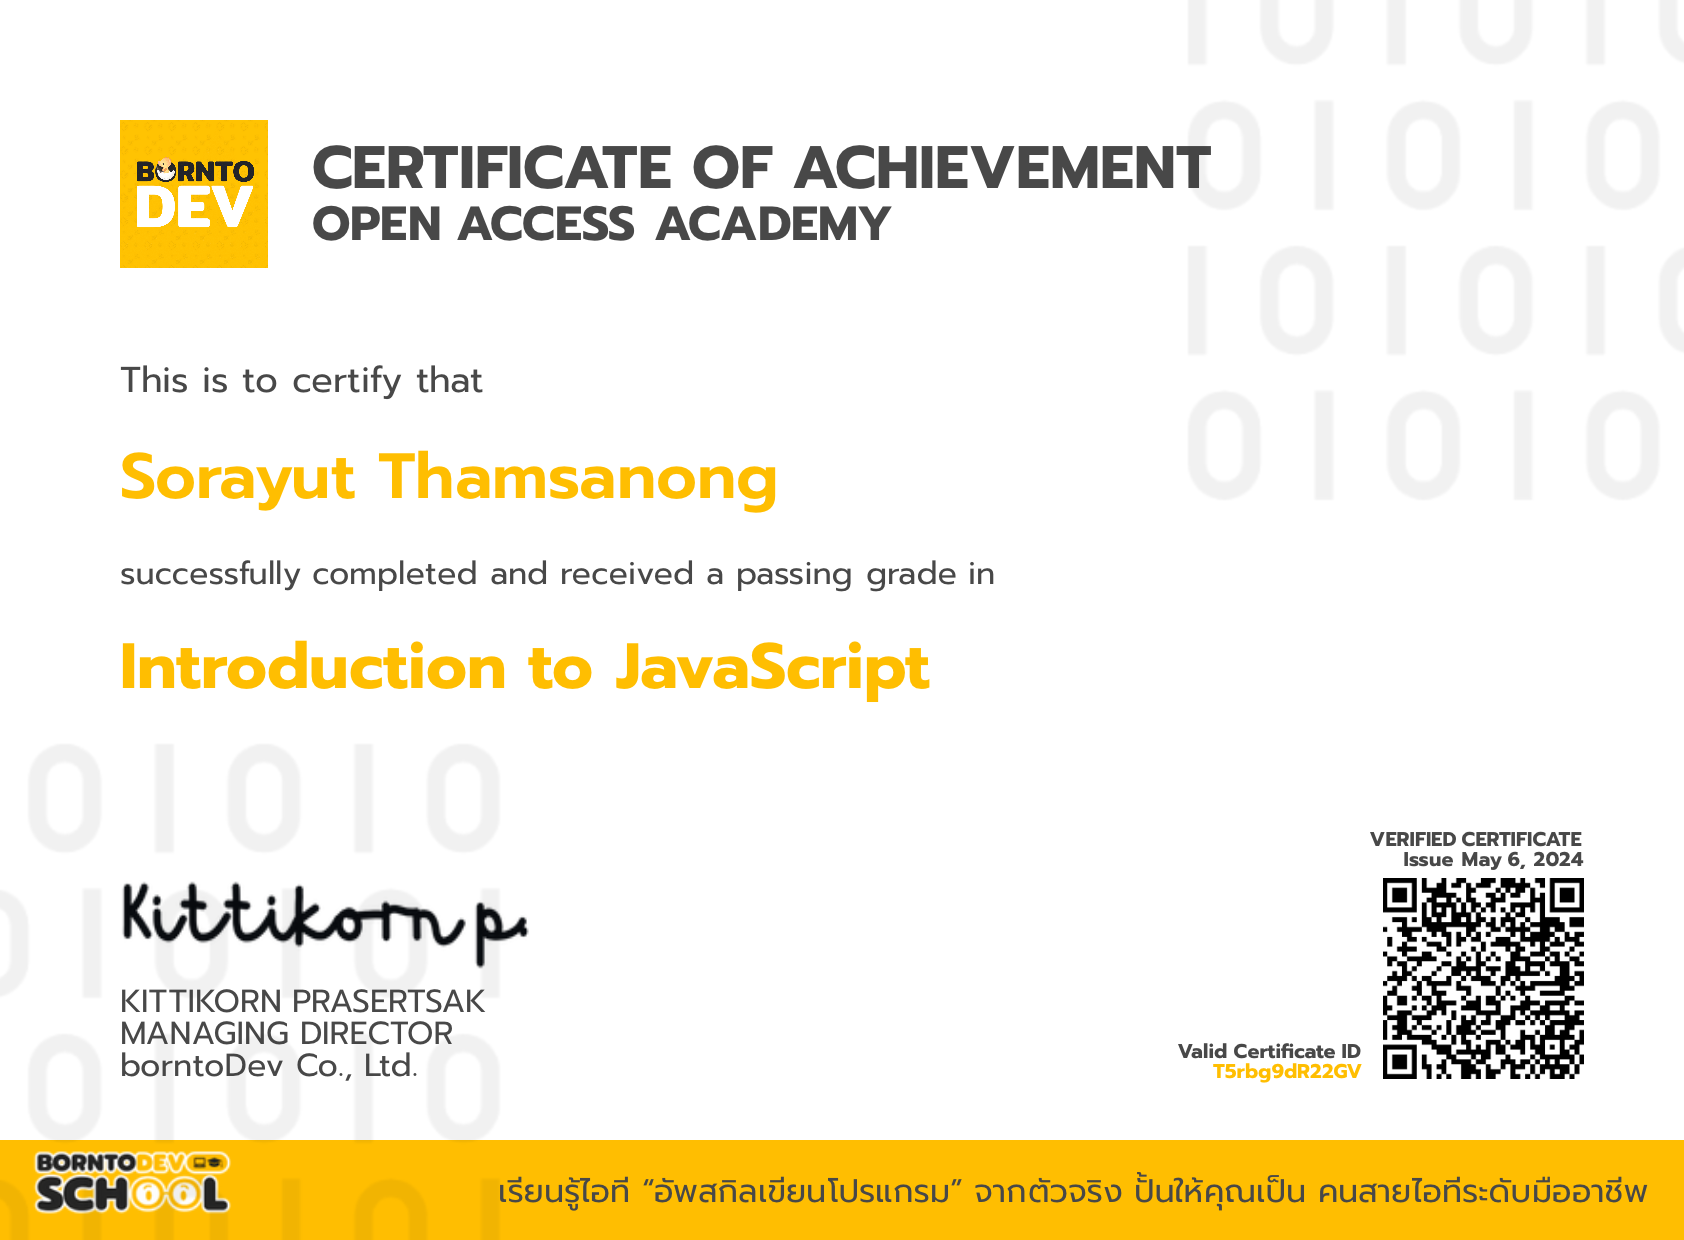 BORNTO
DEV
CERTIFICATE OF ACHIEVEMENT
OPEN ACCESS ACADEMY
This is to certify that
Sorayut Thamsanong
successfully completed and received a passing grade in
Introduction to JavaScript
Kittikorn p.
KITTIKORN PRASERTSAK
MANAGING DIRECTOR
borntoDev Co., Ltd.
VERIFIED CERTIFICATE
Issue May 6, 2024
Valid Certificate ID
T5rbg9dR22GV
BORNTODEV
SCHOOL
เรียนรู้ไอที “อัพสกิลเขียนโปรแกรม” จากตัวจริง ปั้นให้คุณเป็น คนสายไอทีระดับมืออาชีพ